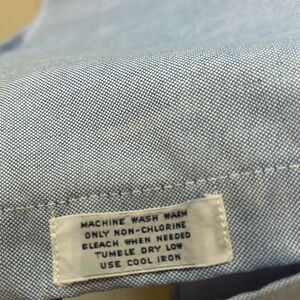 MACHINE WASH WARM
ONLY NON-CHLORINE
BLEACH WHEN NEEDED
TUMBLE DRY LOW
USE COOL IRON